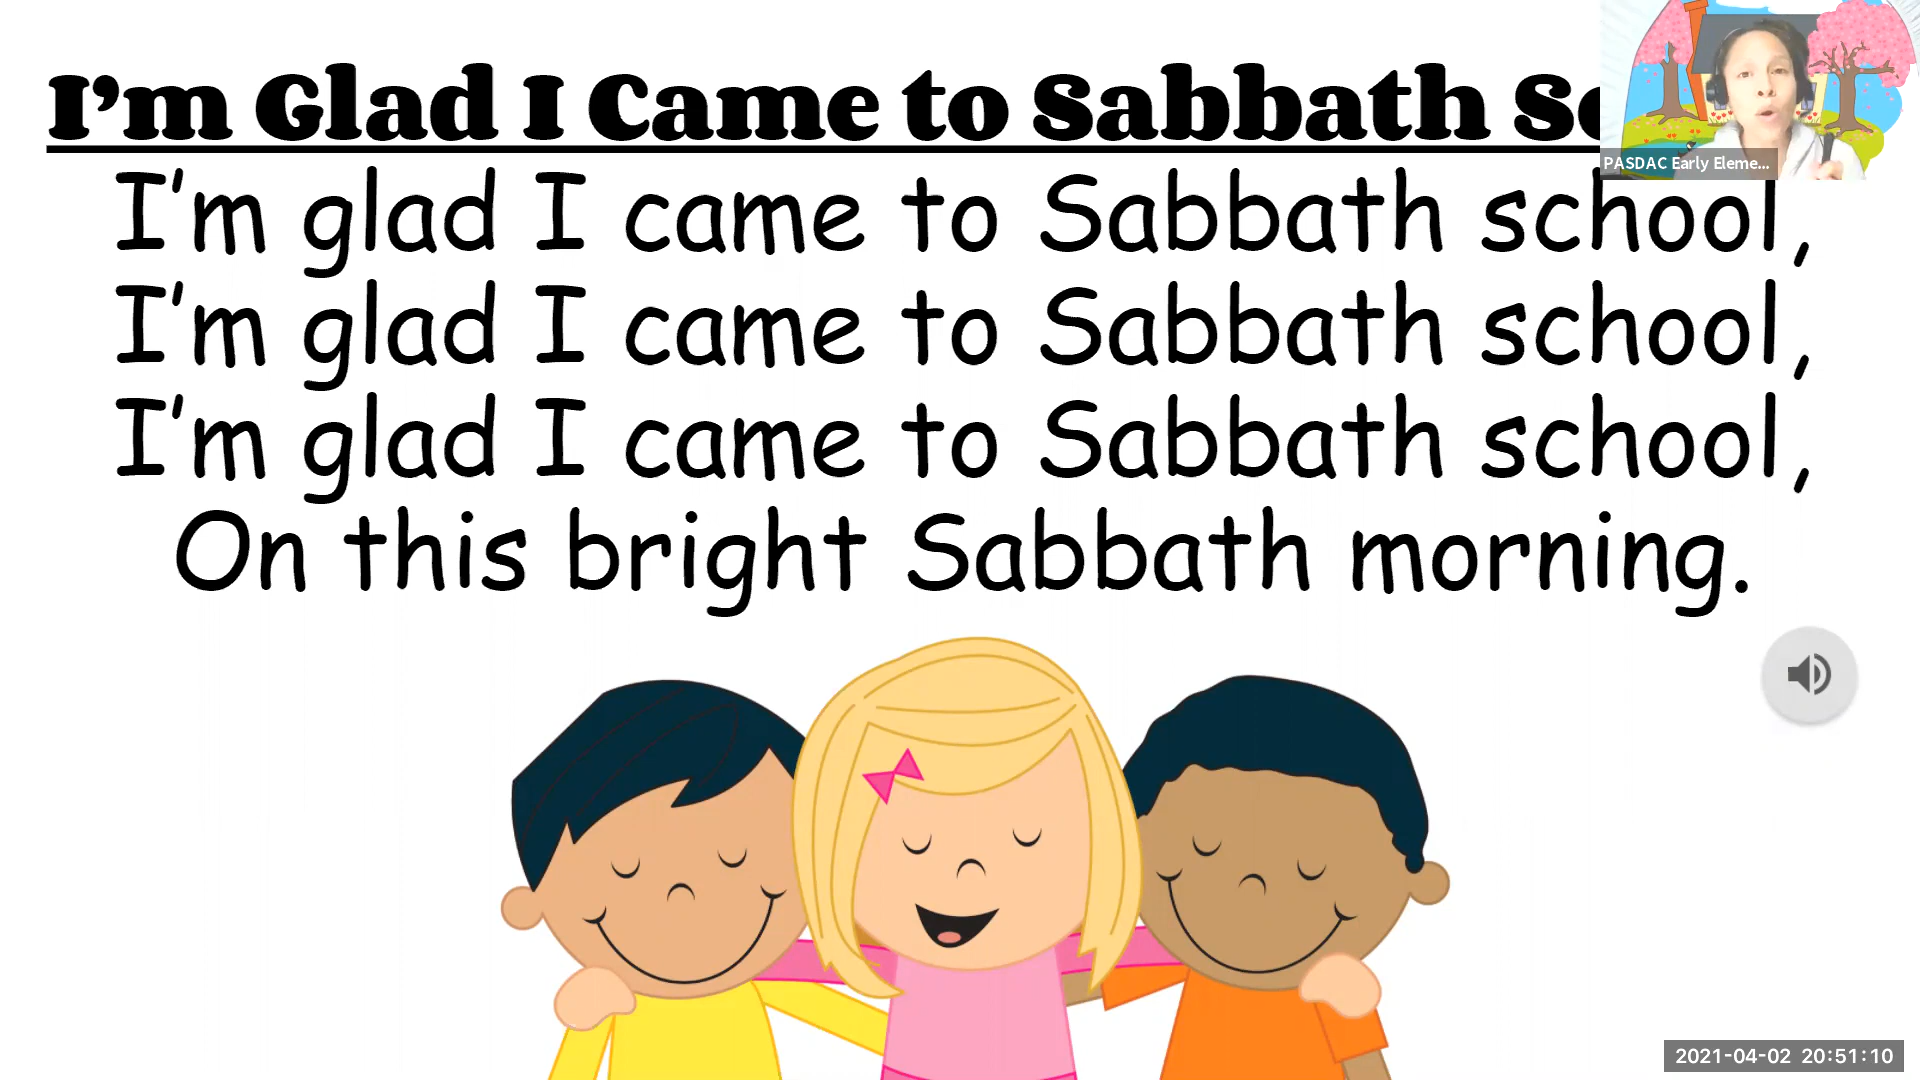 I'm Glad I Came to Sabbath
PASDAC Early Eleme...
I'm glad I came to Sabbath school,
I'm glad I came to Sabbath school,
I'm glad I came to Sabbath school,
On this bright Sabbath morning.
2021-04-02 20:51:10